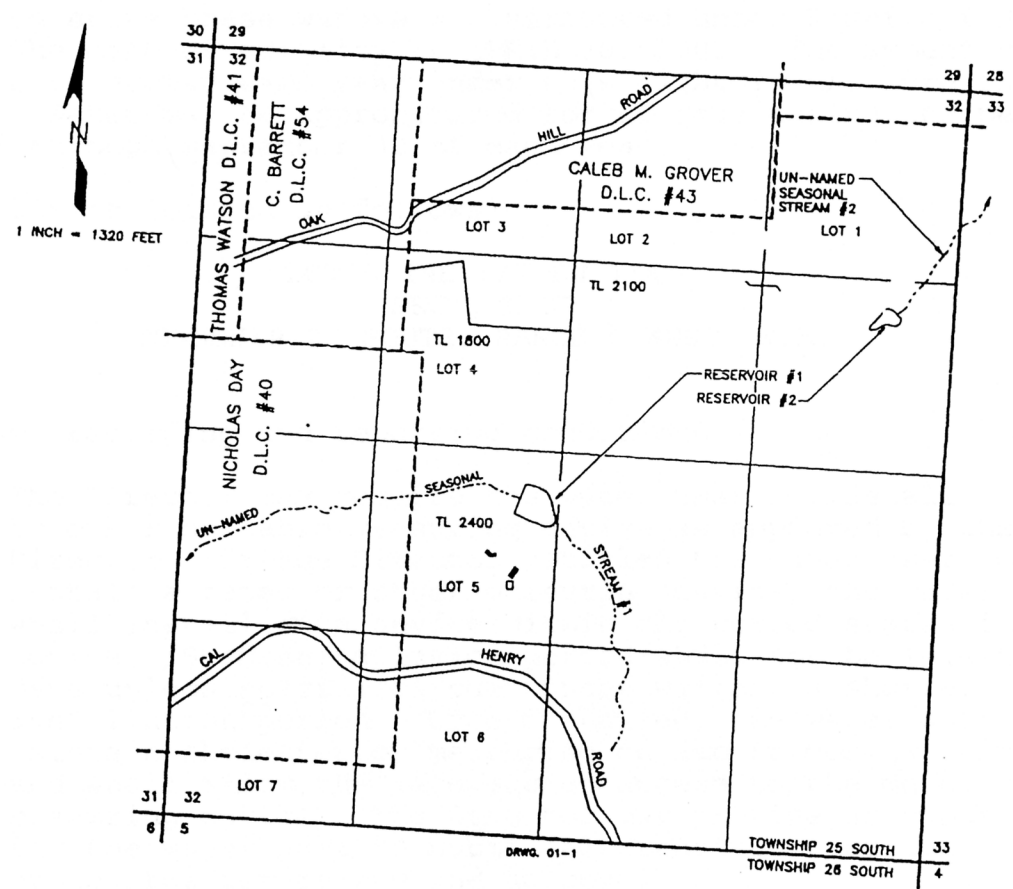 30 29
31 32
29 28
32 33
N
1 INCH = 1320 FEET
THOMAS WATSON D.L.C. #41
C. BARRETT
D.L.C. #54
OAK HILL ROAD
CALEB M. GROVER
D.L.C. #43
UN-NAMED
SEASONAL
STREAM #2
LOT 3
LOT 2
LOT 1
TL 2100
TL 1800
LOT 4
RESERVOIR #1
RESERVOIR #2
NICHOLAS DAY
D.L.C. #40
UN-NAMED SEASONAL STREAM #1
TL 2400
LOT 5
CAL HENRY ROAD
LOT 6
LOT 7
31 32
6 5
DRWG. 01-1
TOWNSHIP 25 SOUTH 33
TOWNSHIP 26 SOUTH 4